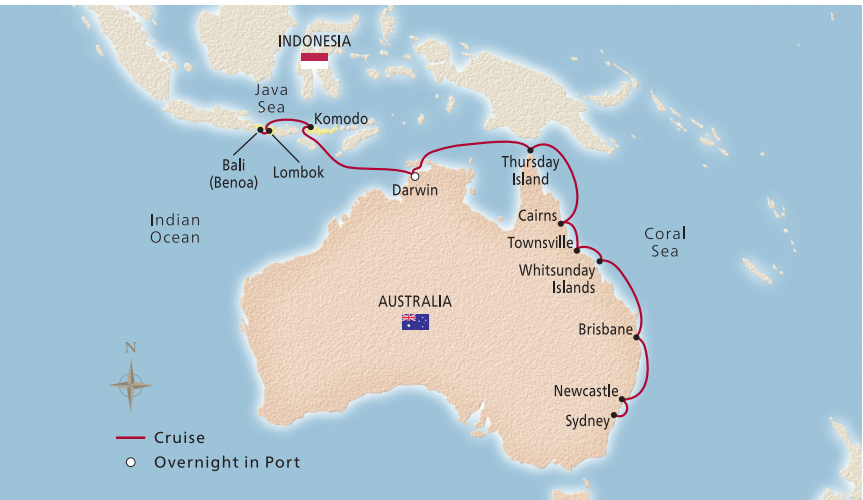 INDONESIA
Java
Sea
Komodo
Bali
(Benoa)
Lombok
Darwin
Thursday
Island
Indian
Ocean
Cairns
Townsville
Coral
Sea
Whitsunday
Islands
AUSTRALIA
Brisbane
N
Newcastle
Sydney
Cruise
Overnight in Port